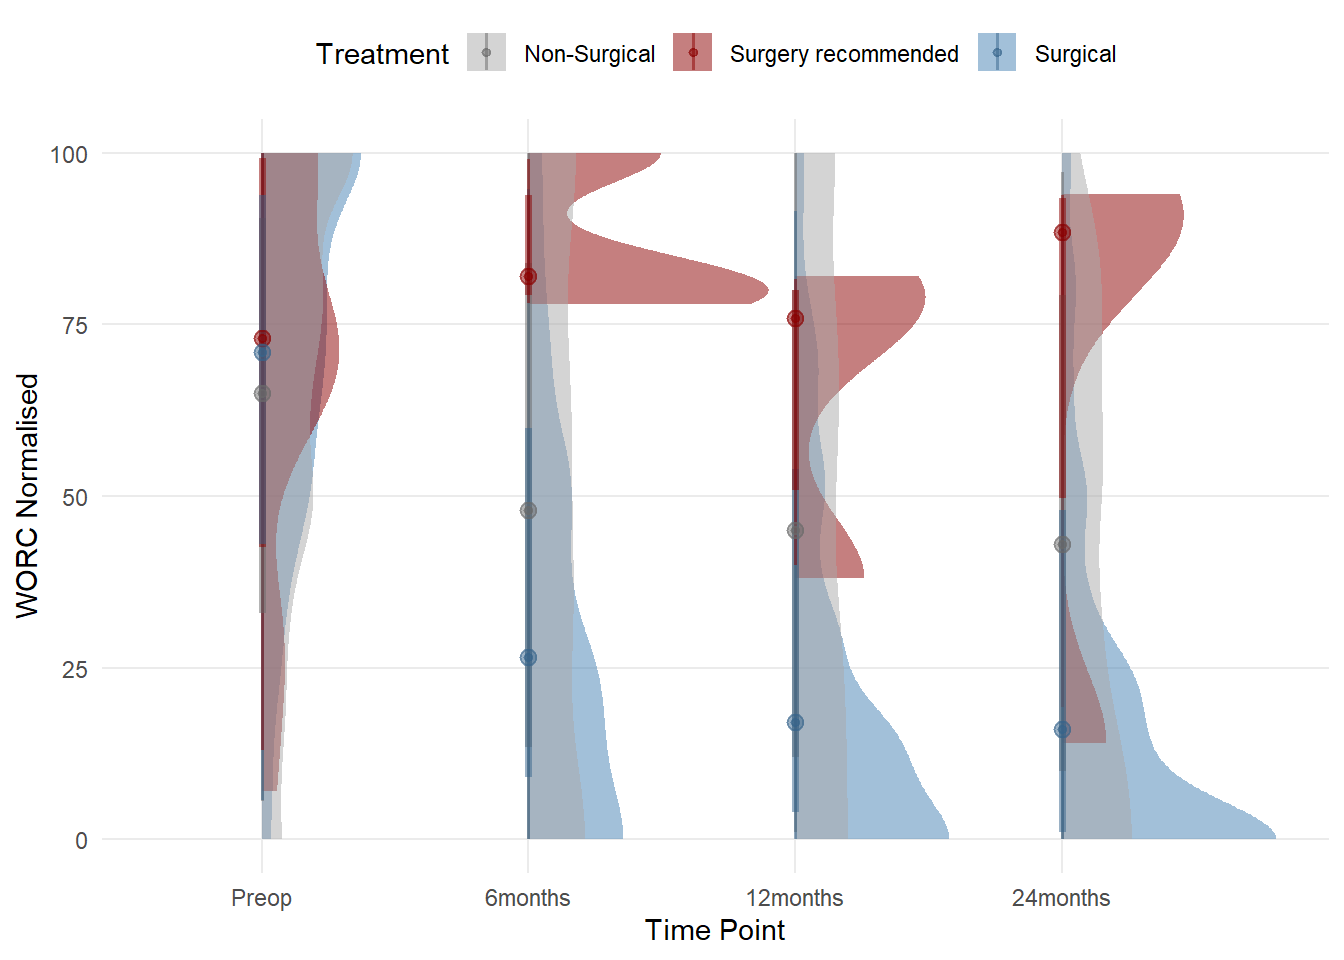 Treatment Non-Surgical Surgery recommended Surgical
100
75
50
25
0
WORC Normalised
Preop 6months 12months 24months
Time Point